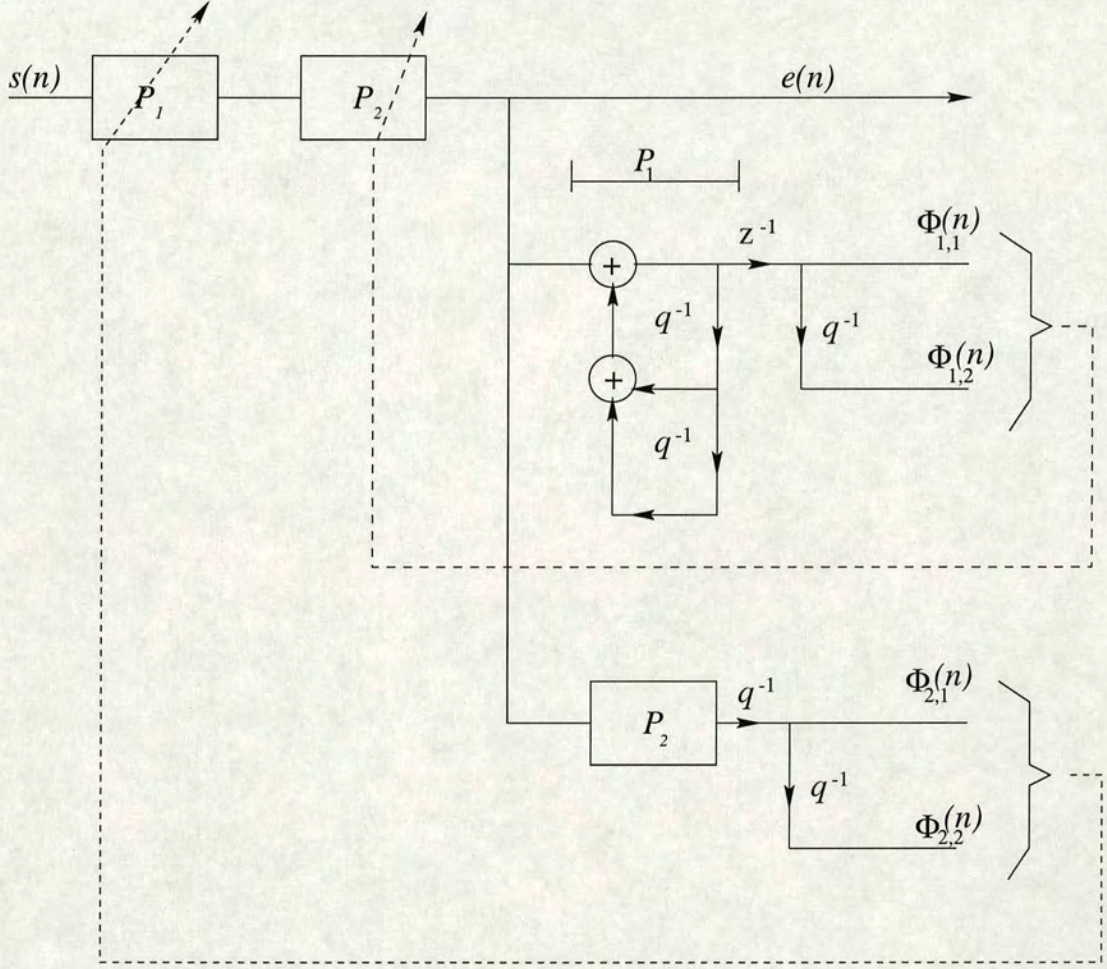 s(n)
P1
P2
e(n)
P1
+
z-1
Φ1,1(n)
q-1
q-1
Φ1,2(n)
+
q-1
P2
q-1
Φ2,1(n)
q-1
Φ2,2(n)